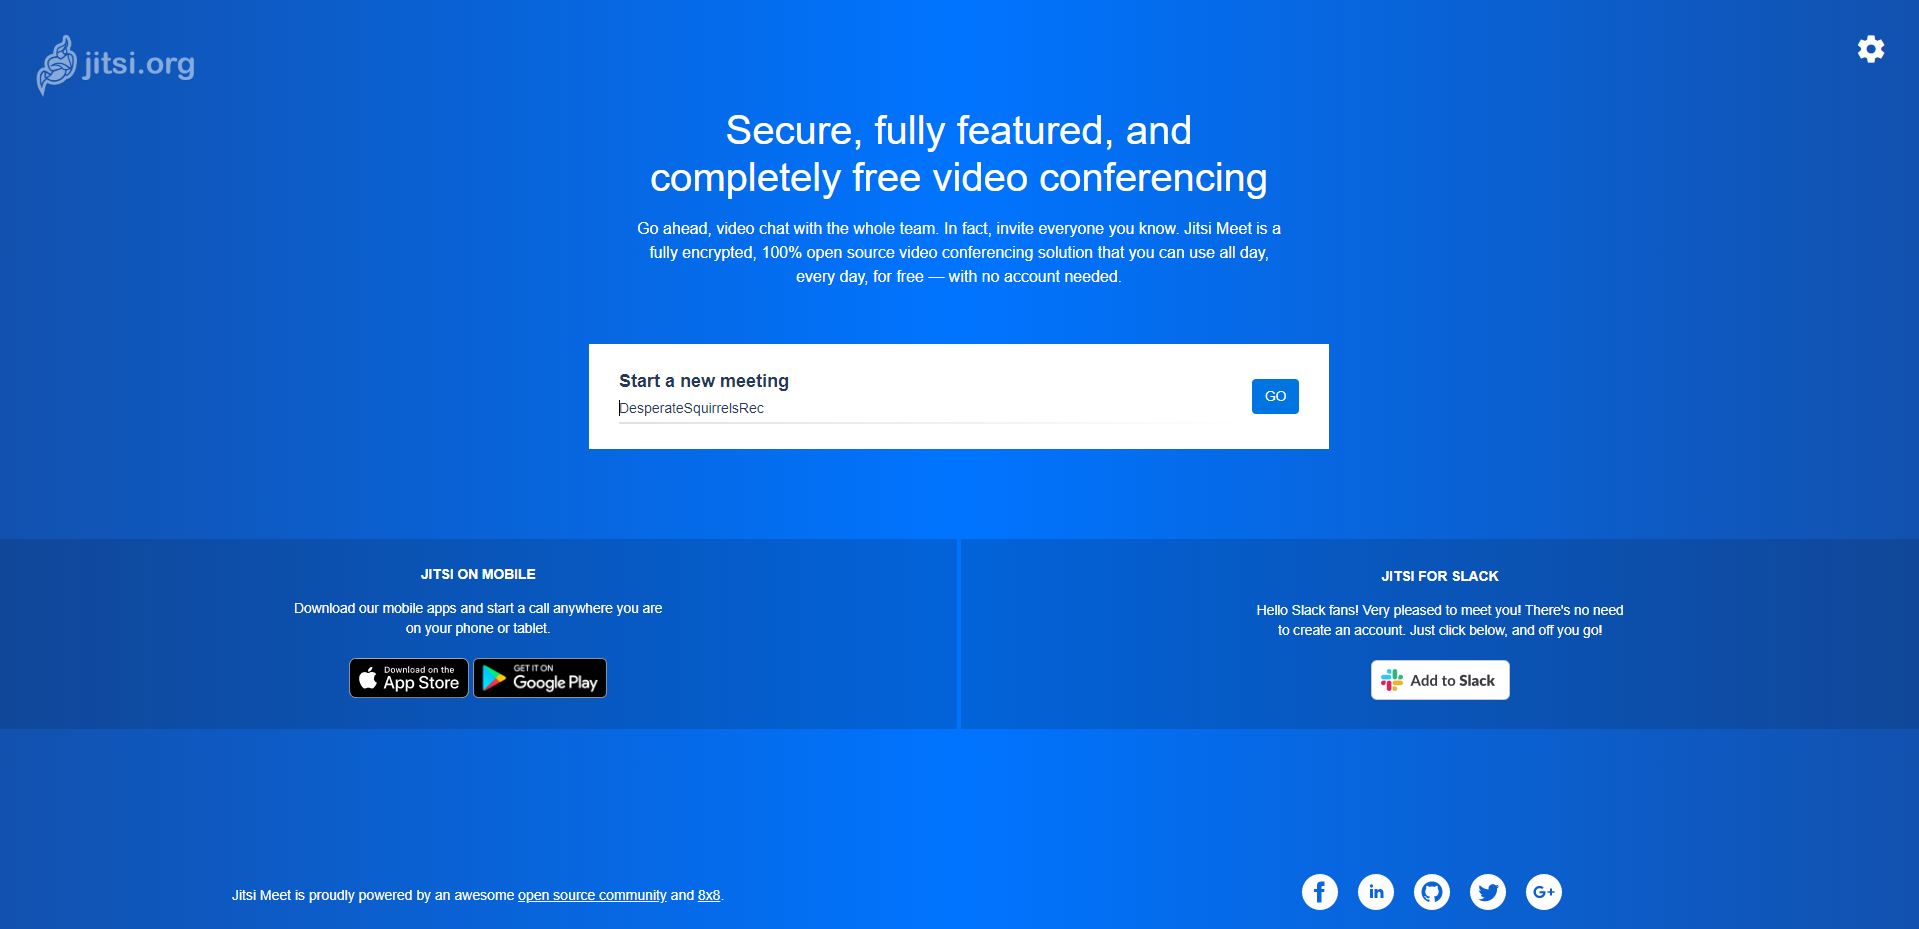 jitsi.org
Secure, fully featured, and
completely free video conferencing
Go ahead, video chat with the whole team. In fact, invite everyone you know. Jitsi Meet is a
fully encrypted, 100% open source video conferencing solution that you can use all day,
every day, for free — with no account needed.
Start a new meeting
DesperateSquirrelsRec
GO
JITSI ON MOBILE
Download our mobile apps and start a call anywhere you are
on your phone or tablet.
Download on the
App Store
GET IT ON
Google Play
JITSI FOR SLACK
Hello Slack fans! Very pleased to meet you! There's no need
to create an account. Just click below, and off you go!
Add to Slack
Jitsi Meet is proudly powered by an awesome open source community and 8x8.
f
in
G+